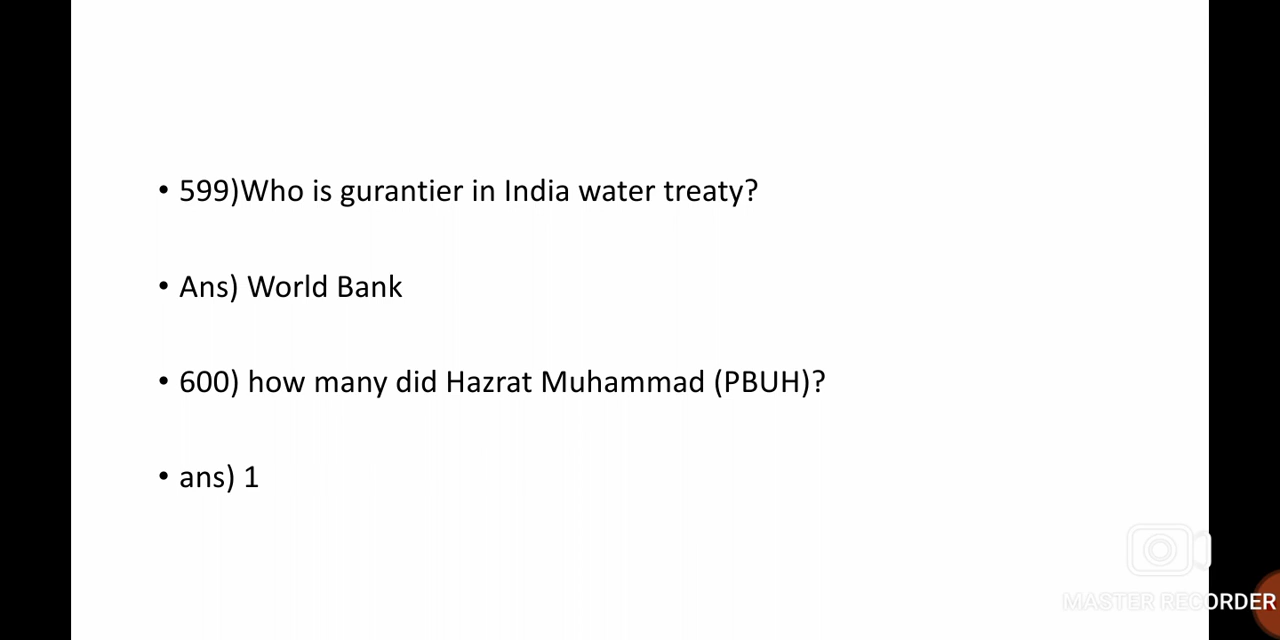 • 599)Who is gurantier in India water treaty?
• Ans) World Bank
• 600) how many did Hazrat Muhammad (PBUH)?
• ans) 1
MASTER RECORDER